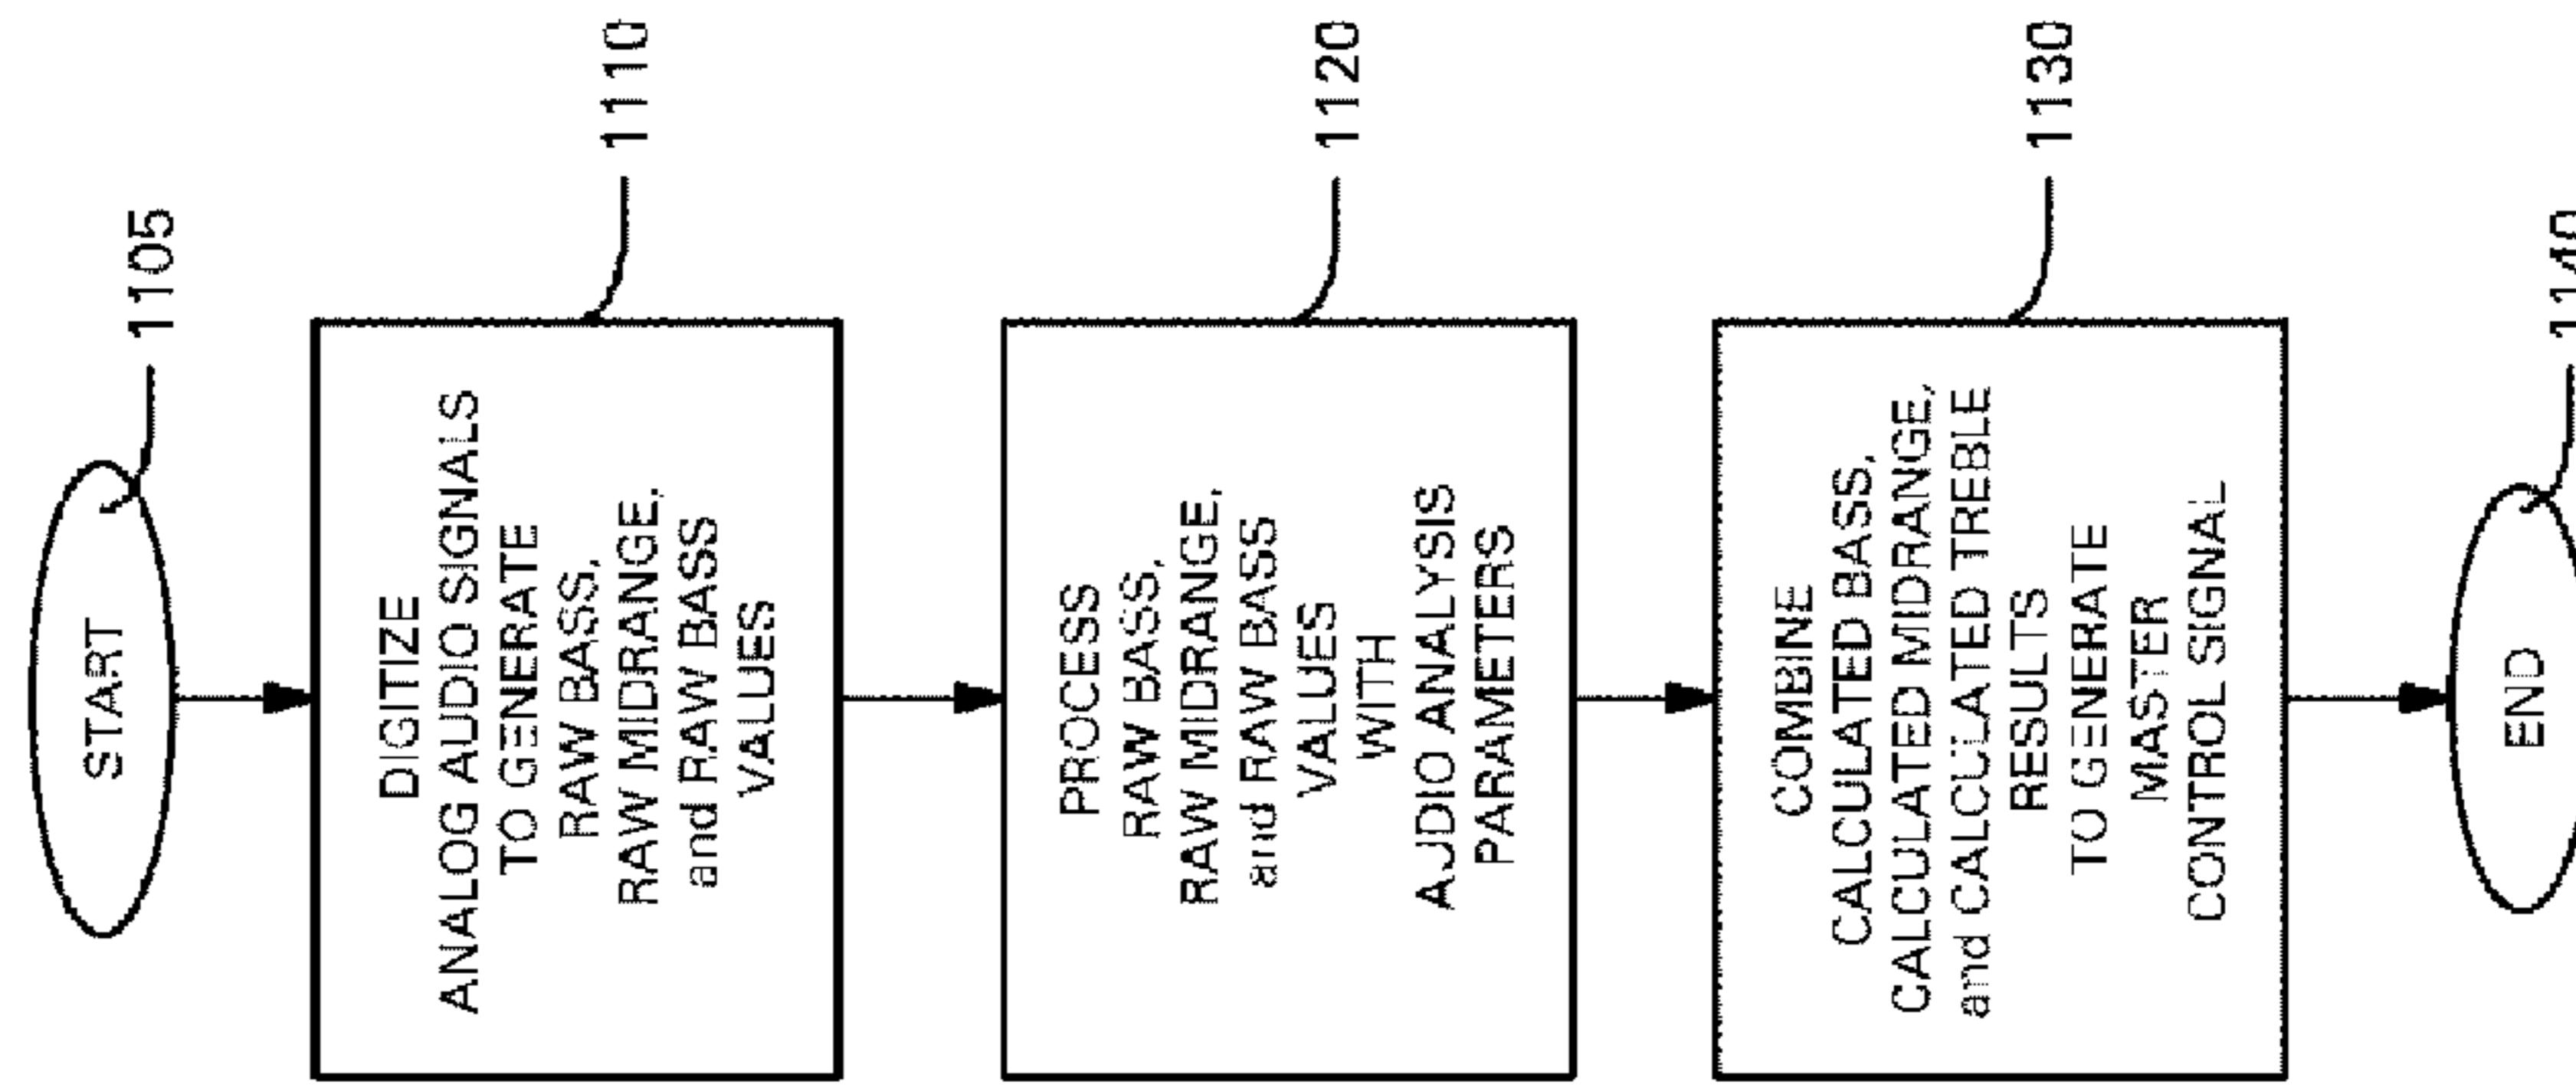 START
1105
DIGITIZE
ANALOG AUDIO SIGNALS
TO GENERATE
RAW BASS,
RAW MIDRANGE,
and RAW BASS
VALUES
1110
PROCESS
RAW BASS,
RAW MIDRANGE,
and RAW BASS
VALUES
WITH
AUDIO ANALYSIS
PARAMETERS
1120
COMBINE
CALCULATED BASS,
CALCULATED MIDRANGE,
and CALCULATED TREBLE
RESULTS
TO GENERATE
MASTER
CONTROL SIGNAL
1130
END
1140